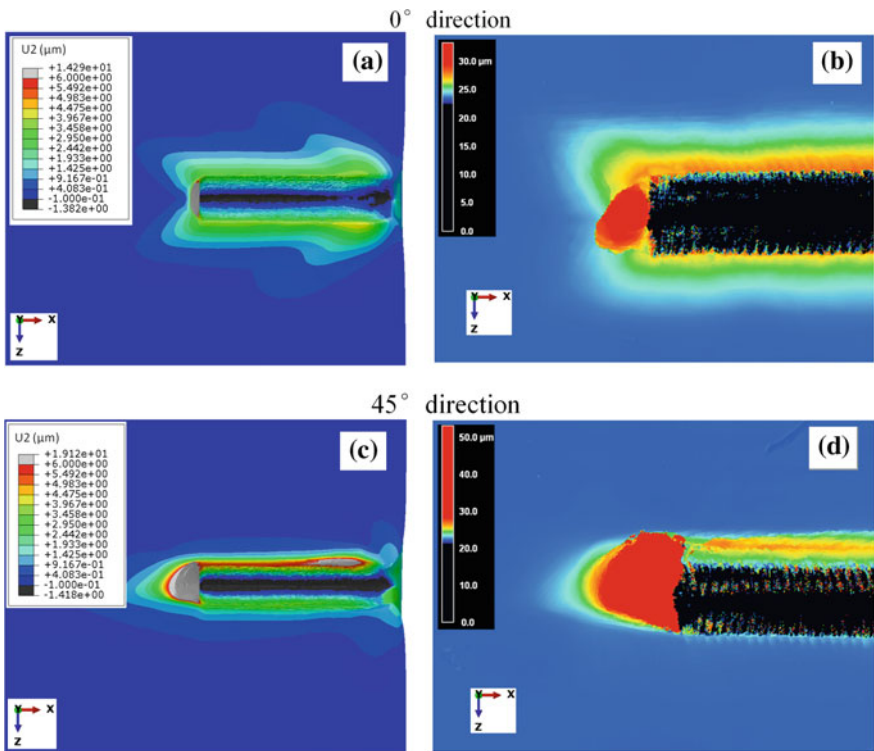 0° direction
U2 (μm)
+1.429e+01
+6.000e+00
+5.492e+00
+4.983e+00
+4.475e+00
+3.967e+00
+3.458e+00
+2.950e+00
+2.442e+00
+1.933e+00
+1.425e+00
+9.167e-01
+4.083e-01
-1.000e-01
-1.382e+00
(a)
Y X
Z
30.0 μm
25.0
20.0
15.0
10.0
5.0
0.0
(b)
Y X
Z
45° direction
U2 (μm)
+1.912e+01
+6.000e+00
+5.492e+00
+4.983e+00
+4.475e+00
+3.967e+00
+3.458e+00
+2.950e+00
+2.442e+00
+1.933e+00
+1.425e+00
+9.167e-01
+4.083e-01
-1.000e-01
-1.418e+00
(c)
Y X
Z
50.0 μm
40.0
30.0
20.0
10.0
0.0
(d)
Y X
Z